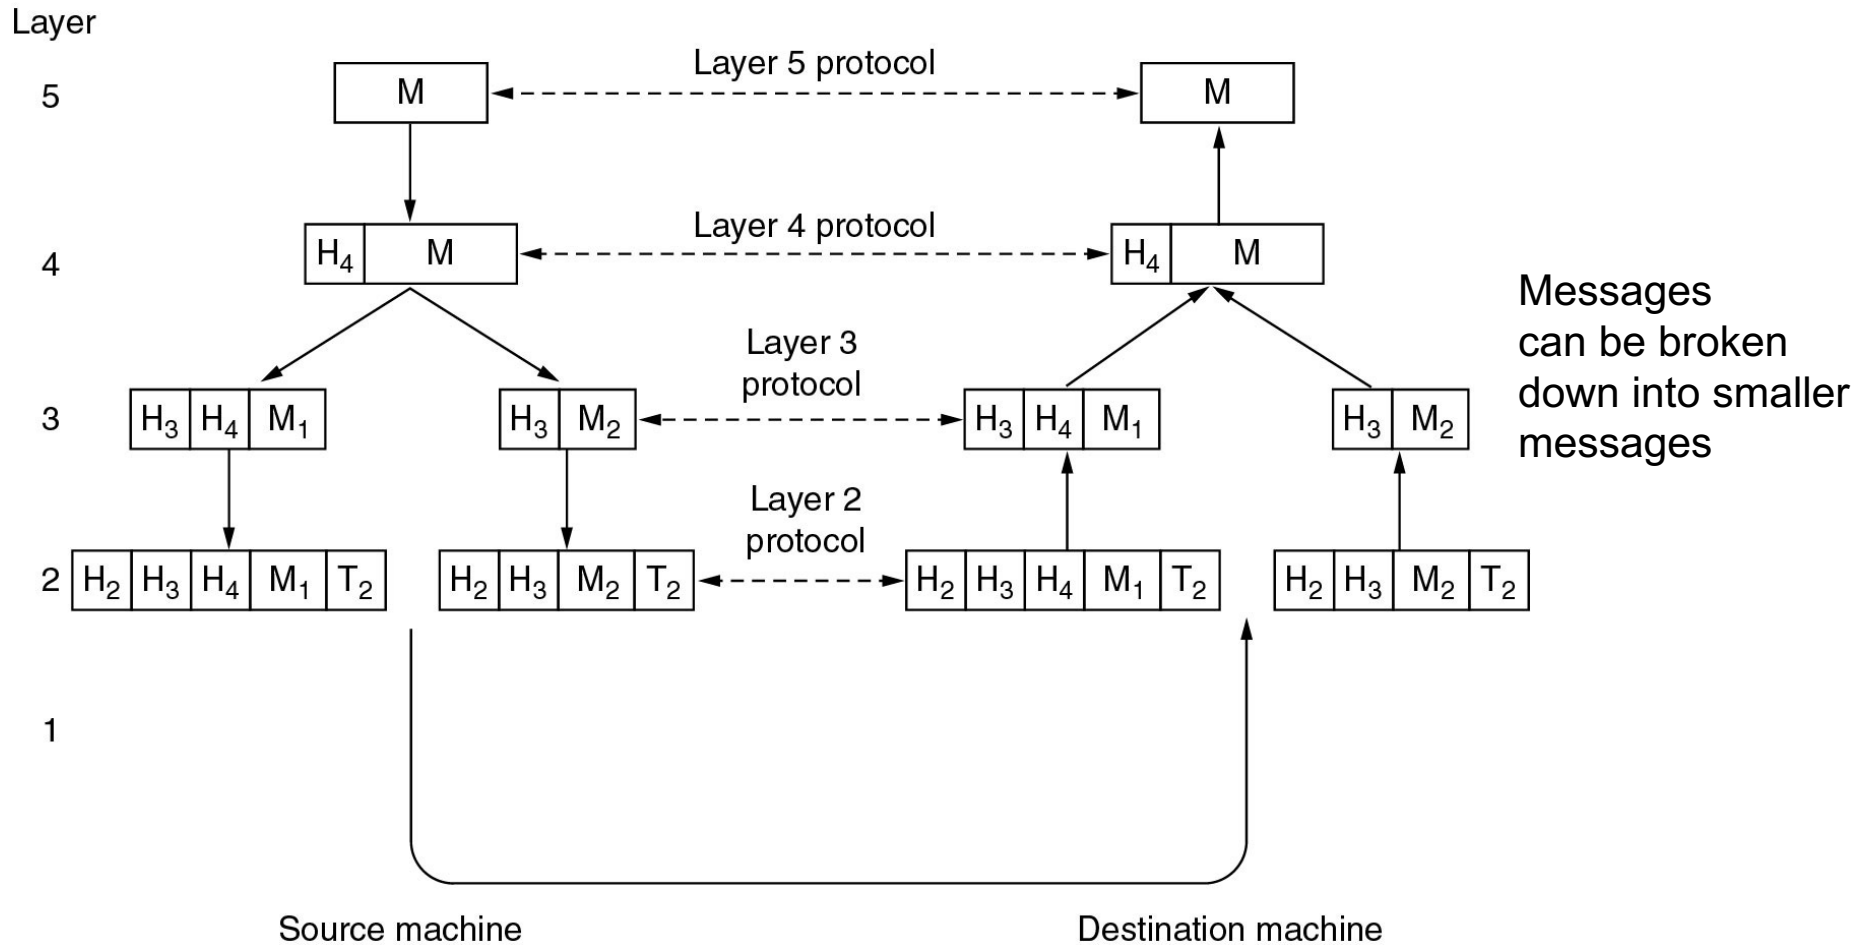 Layer
5
M
Layer 5 protocol
M
4
H₄ M
Layer 4 protocol
H₄ M
Messages
can be broken
down into smaller
messages
3
H₃ H₄ M₁
H₃ M₂
Layer 3
protocol
H₃ H₄ M₁
H₃ M₂
2
H₂ H₃ H₄ M₁ T₂
H₂ H₃ M₂ T₂
Layer 2
protocol
H₂ H₃ H₄ M₁ T₂
H₂ H₃ M₂ T₂
1
Source machine
Destination machine